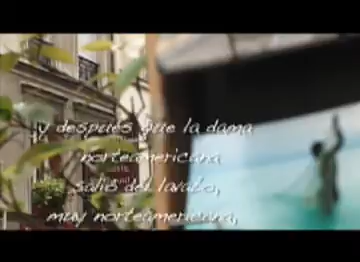 y después que la dama
norteamericana
salió del lavabo,
muy norteamericana,